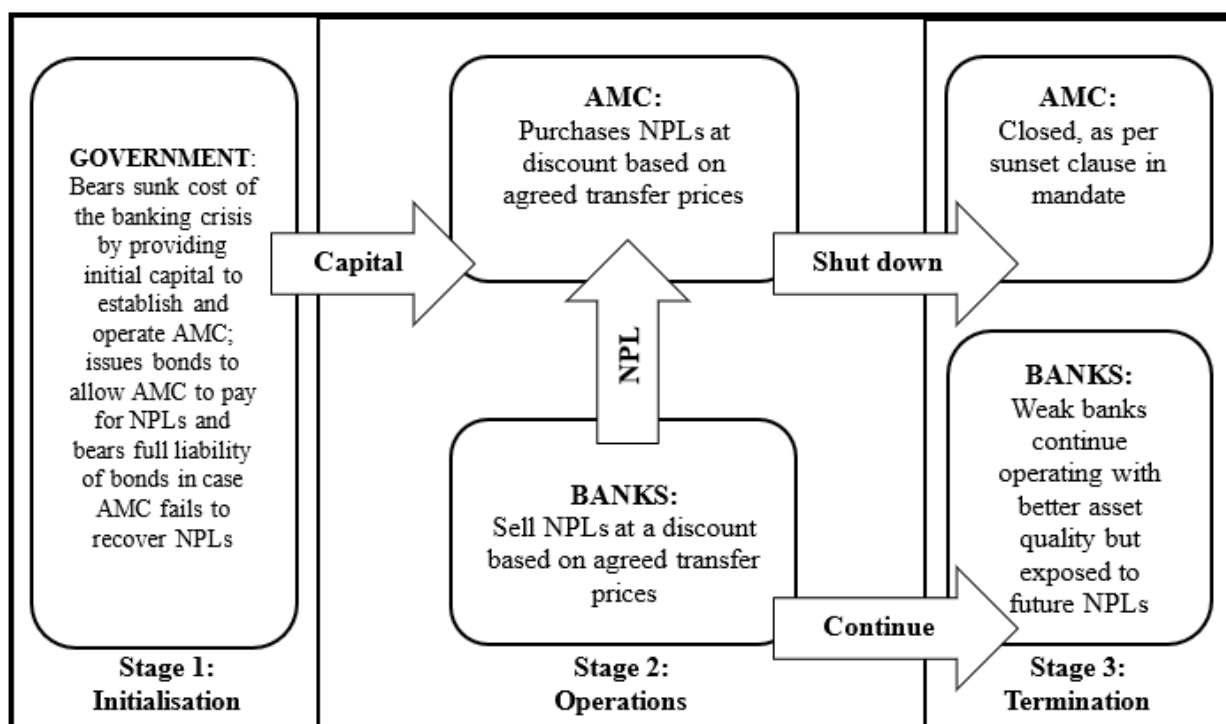 GOVERNMENT:
Bears sunk cost of
the banking crisis
by providing
initial capital to
establish and
operate AMC;
issues bonds to
allow AMC to pay
for NPLs and
bears full liability
of bonds in case
AMC fails to
recover NPLs
Stage 1:
Initialisation
Capital
AMC:
Purchases NPLs at
discount based on
agreed transfer prices
NPL
BANKS:
Sell NPLs at a discount
based on agreed transfer
prices
Stage 2:
Operations
Shut down
Continue
AMC:
Closed, as per
sunset clause in
mandate
BANKS:
Weak banks
continue
operating with
better asset
quality but
exposed to
future NPLs
Stage 3:
Termination